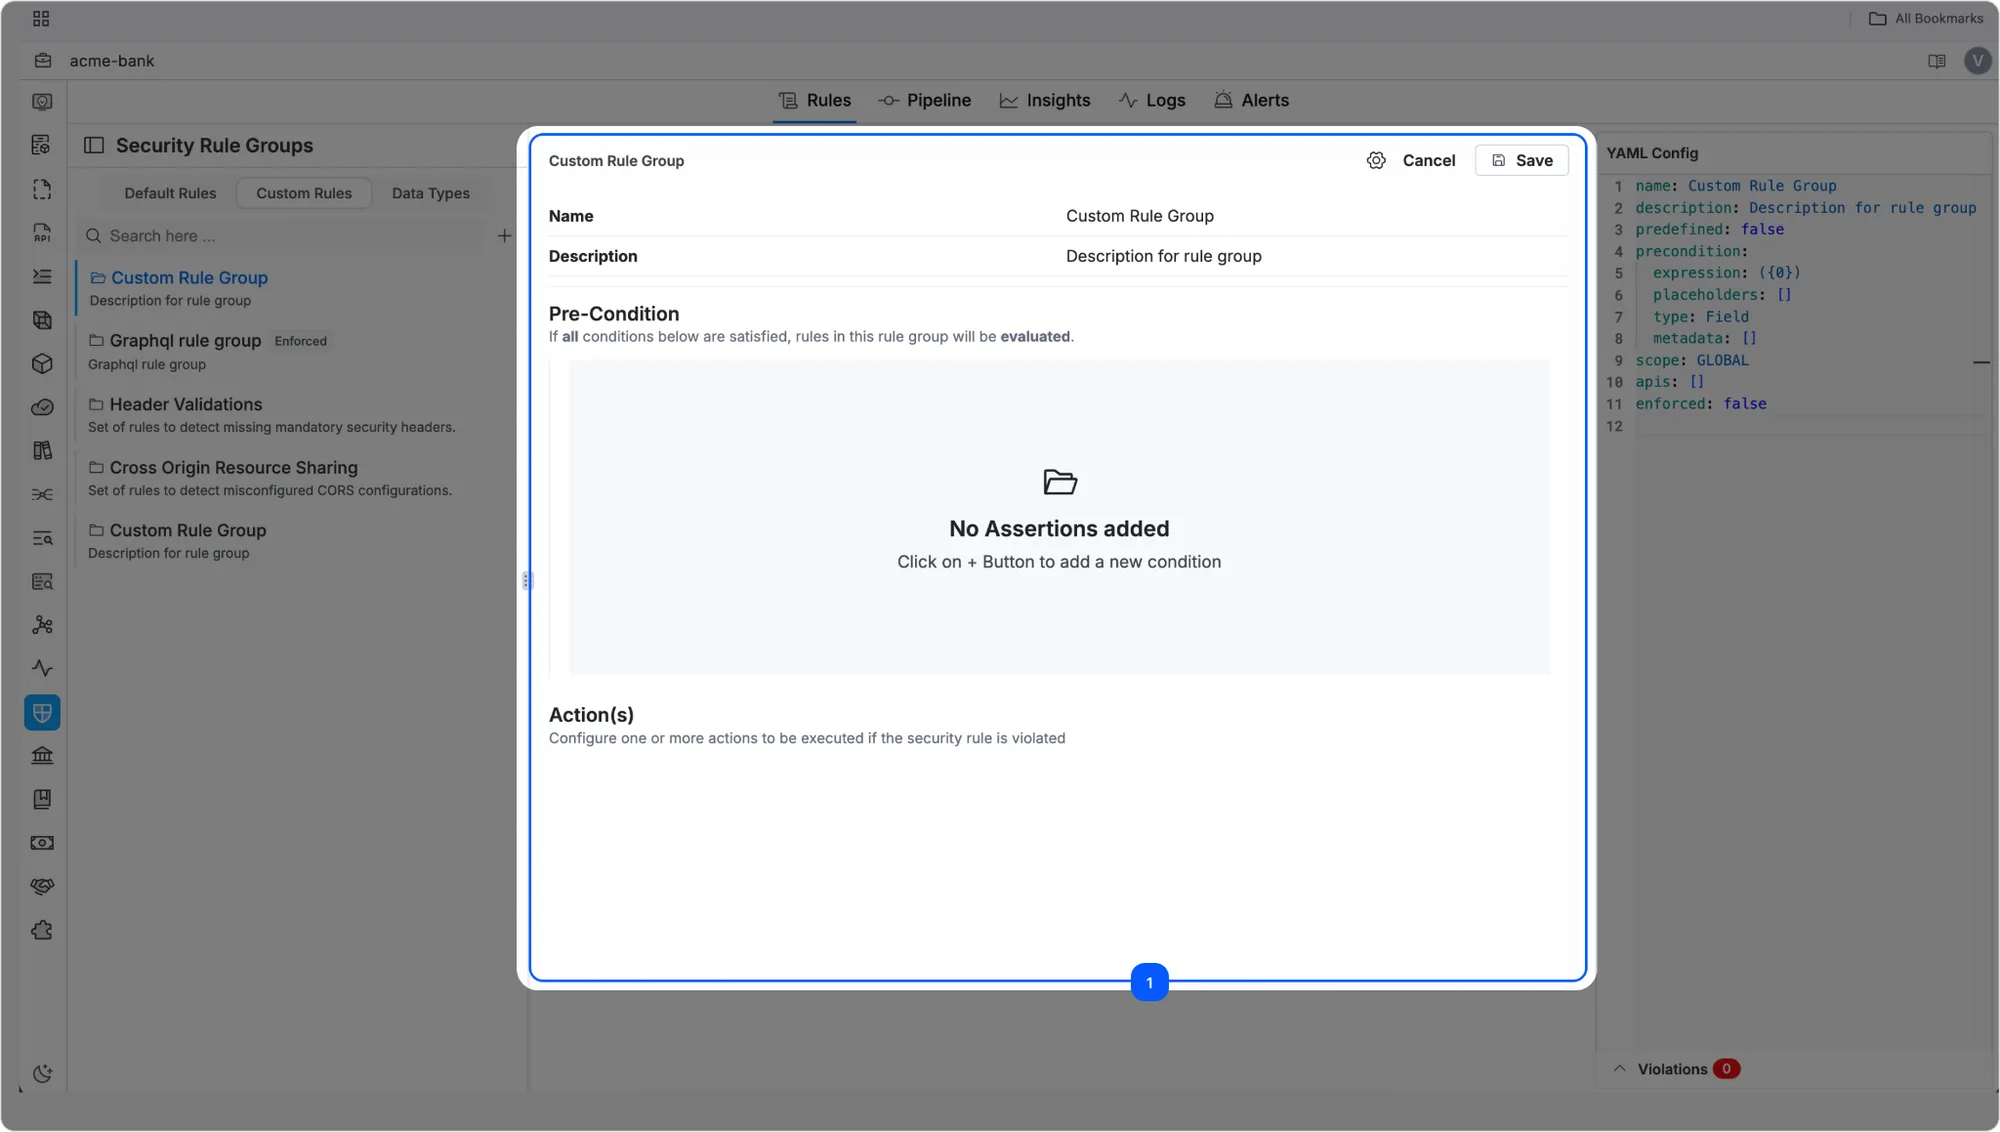 All Bookmarks
acme-bank
V
Rules
Pipeline
Insights
Logs
Alerts
Security Rule Groups
Default Rules
Custom Rules
Data Types
Search here ...
Custom Rule Group
Description for rule group
Graphql rule group Enforced
Graphql rule group
Header Validations
Set of rules to detect missing mandatory security headers.
Cross Origin Resource Sharing
Set of rules to detect misconfigured CORS configurations.
Custom Rule Group
Description for rule group
API
Custom Rule Group
Cancel
Save
Name Custom Rule Group
Description Description for rule group
Pre-Condition
If all conditions below are satisfied, rules in this rule group will be evaluated.
No Assertions added
Click on + Button to add a new condition
Action(s)
Configure one or more actions to be executed if the security rule is violated
1
YAML Config
1 name: Custom Rule Group
2 description: Description for rule group
3 predefined: false
4 precondition:
5 expression: ({0})
6 placeholders: []
7 type: Field
8 metadata: []
9 scope: GLOBAL
10 apis: []
11 enforced: false
12
Violations 0